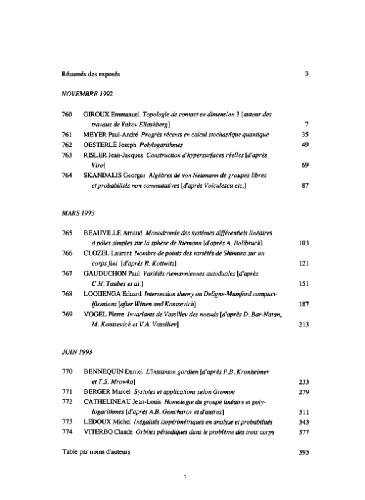 Résumés des exposés 3
NOVEMBRE 1992
760 GIROUX Emmanuel Topologie de contact en dimension 3 [autour des
travaux de Yakov Eliashberg] 7
761 MEYER Paul-André Progrès récents en calcul stochastique quantique 35
762 OESTERLÉ Joseph Polylogarithmes 49
763 RISLER Jean-Jacques Construction d'hypersurfaces réelles [d'après
Viro] 69
764 SKANDALIS Georges Algèbres de von Neumann de groupes libres
et probabilités non commutatives [d'après Voiculescu etc.] 87
MARS 1993
765 BEAUVILLE Arnaud Monodromie des systèmes différentiels linéaires
à pôles simples sur la sphère de Riemann [d'après A. Bolibruch] 103
766 CLOZEL Laurent Nombre de points des variétés de Shimura sur un
corps fini [d'après R. Kottwitz] 121
767 GAUDUCHON Paul Variétés riemanniennes autoduales [d'après
C.H. Taubes et al.] 151
768 LOOIJENGA Eduard Intersection theory on Deligne-Mumford compact-
ifications [after Witten and Kontsevich] 187
769 VOGEL Pierre Invariants de Vassiliev des noeuds [d'après D. Bar-Natan,
M. Kontsevich et V.A. Vassiliev] 213
JUIN 1993
770 BENNEQUIN Daniel L'instanton gordien [d'après P.B. Kronheimer
et T.S. Mrowka] 233
771 BERGER Marcel Systoles et applications selon Gromov 279
772 CATHELINEAU Jean-Louis Homologie du groupe linéaire et poly-
logarithmes [d'après A.B. Goncharov et d'autres] 311
773 LEDOUX Michel Inégalités isopérimétriques en analyse et probabilités 343
774 VITERBO Claude Orbites périodiques dans le problème des trois corps 377
Table par noms d'auteurs 395
1